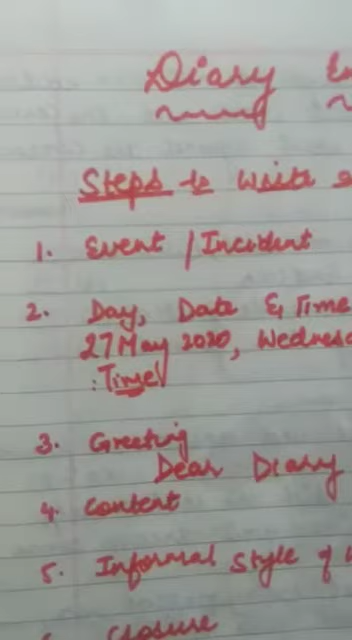 Diary
Steps to write
1. Event / Incident
2. Day, Date & Time
27 May 2020, Wednes
: Time
3. Greeting
Dear Diary
4. Content
5. Informal Style of
6. Closure